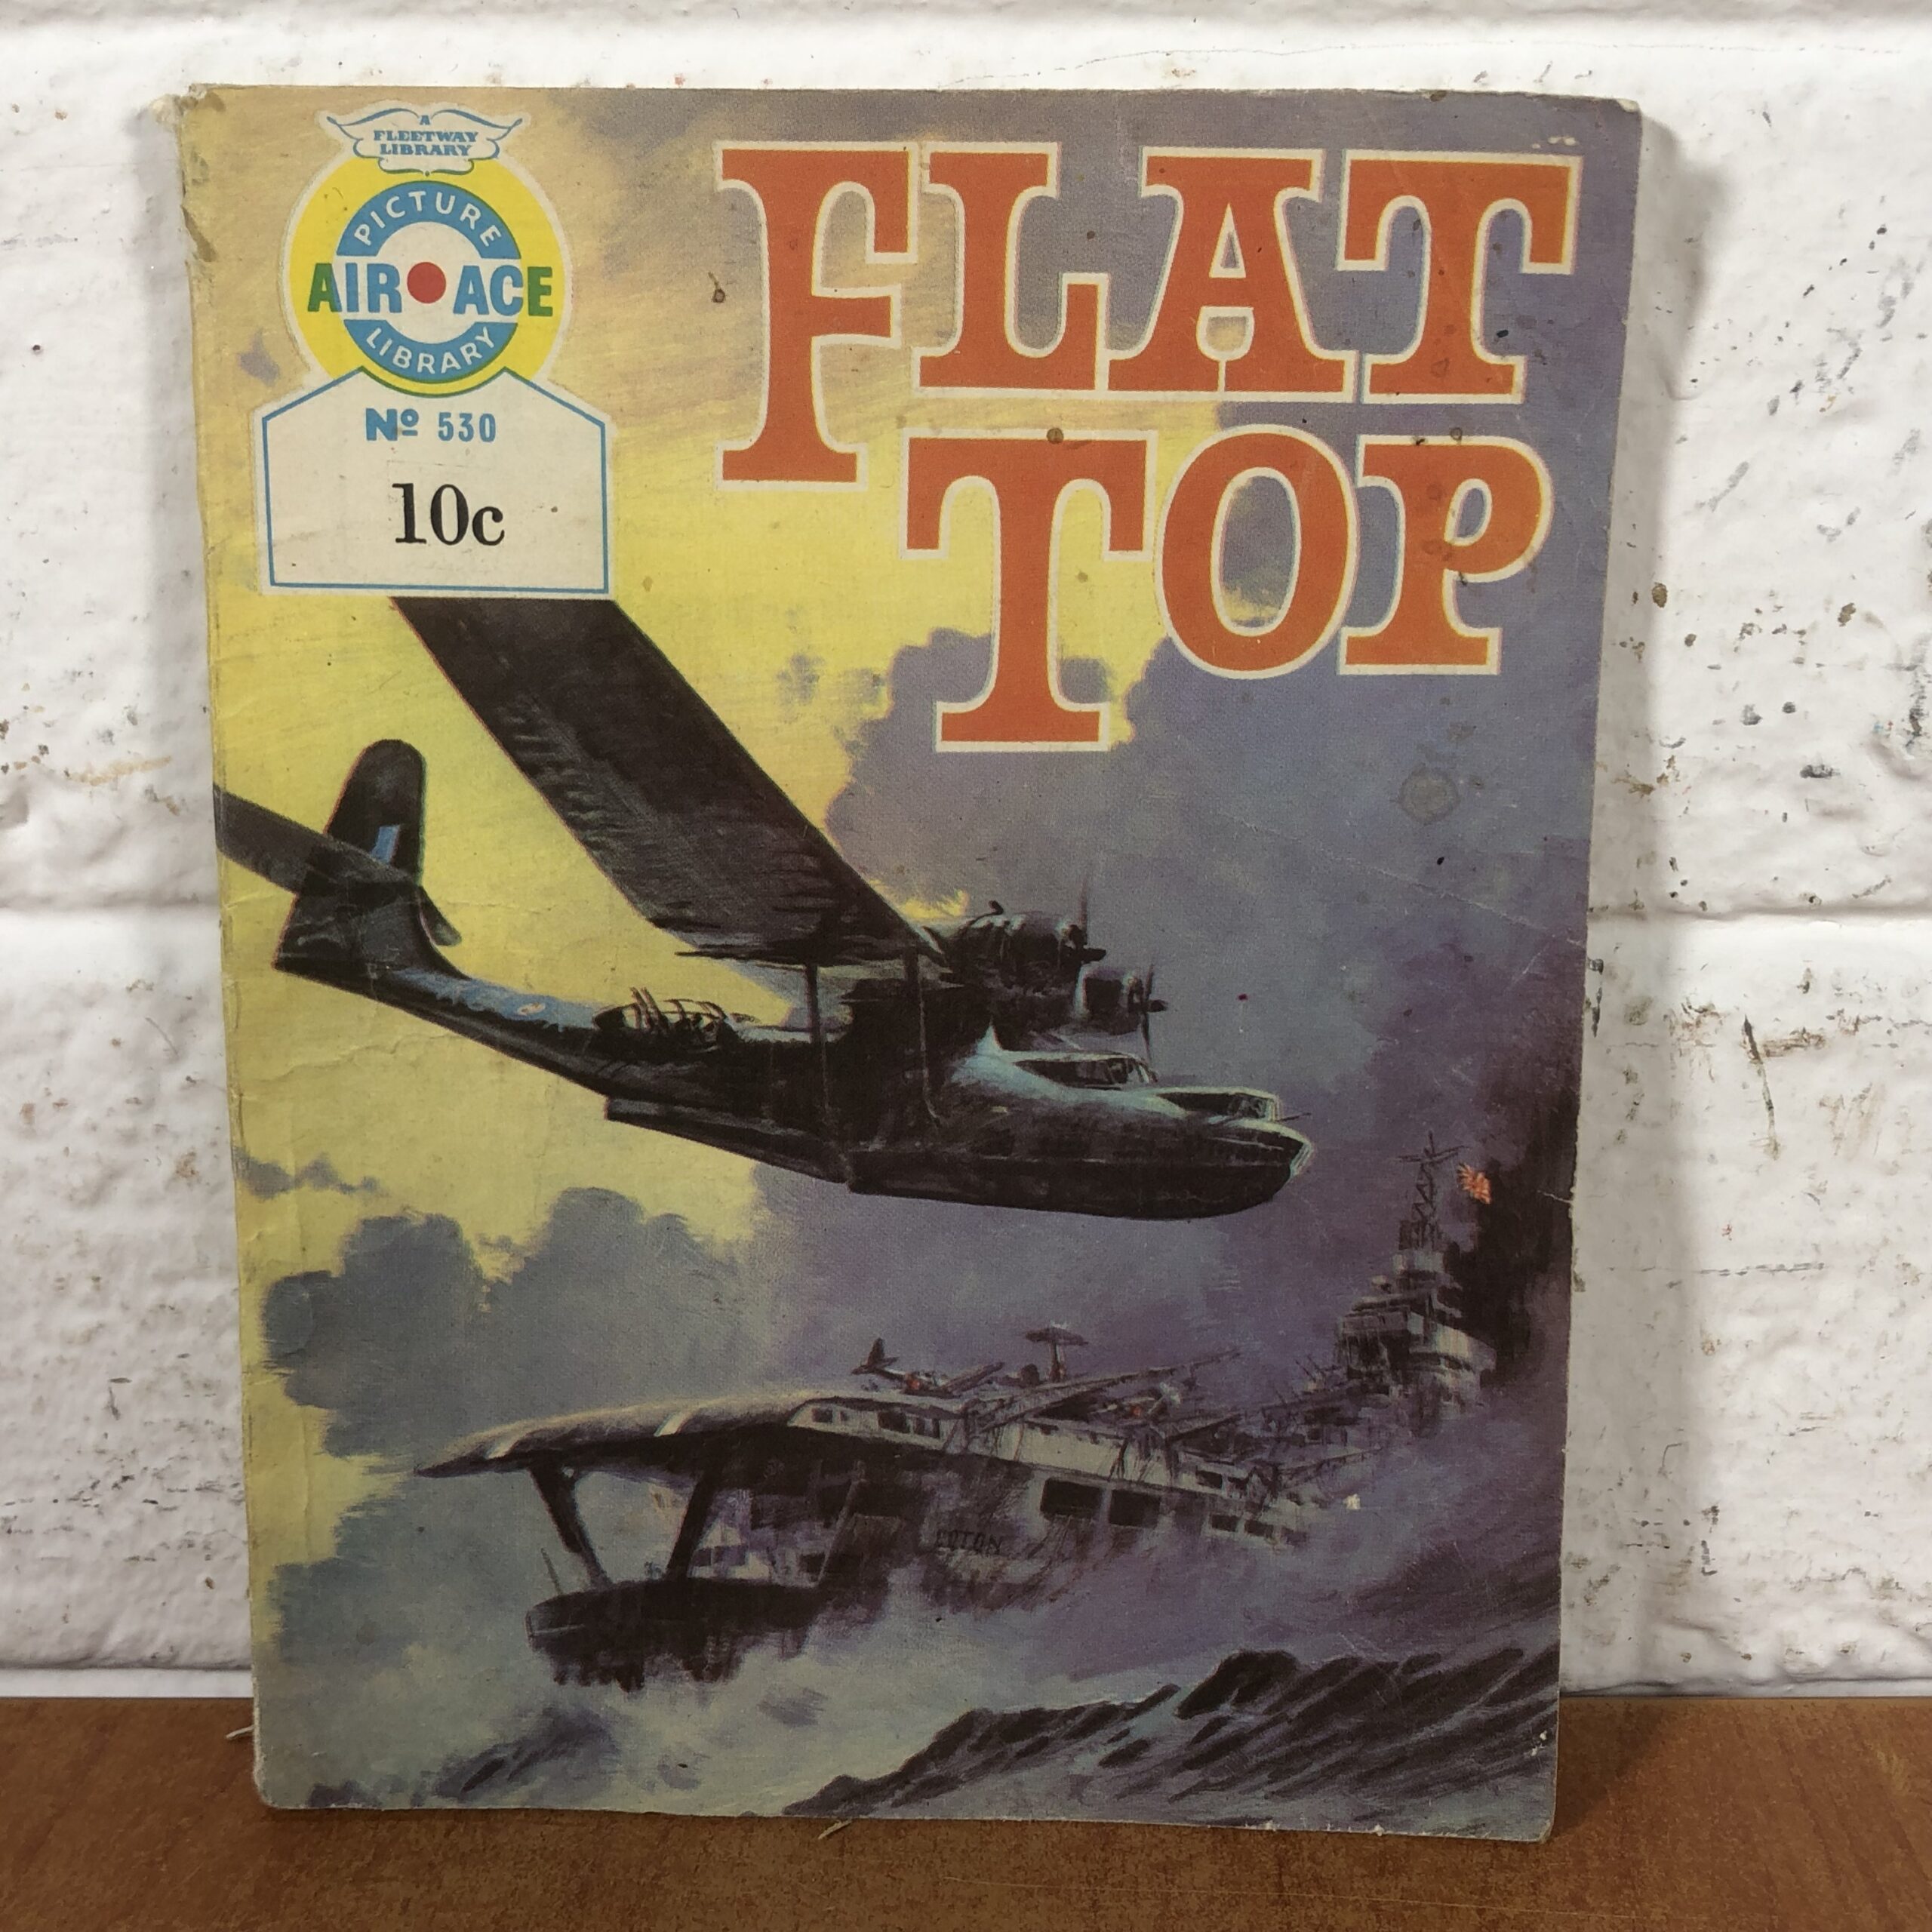 A
FLEETWAY
LIBRARY
PICTURE
AIR ACE
LIBRARY
Nº 530
10c
FLAT
TOP